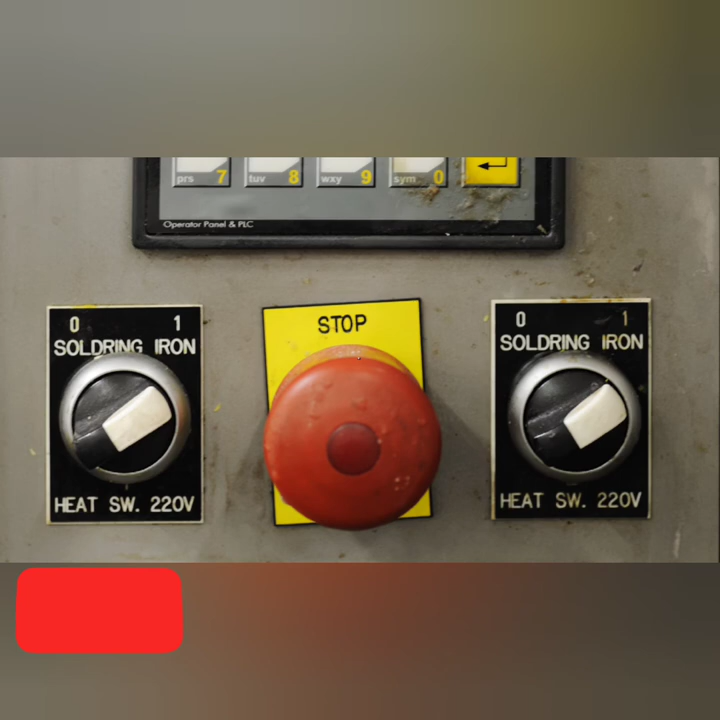 prs 7 tuv 8 wxy 9 sym 0
Operator Panel & PLC
0 1
SOLDRING IRON
HEAT SW. 220V
STOP
0 1
SOLDRING IRON
HEAT SW. 220V